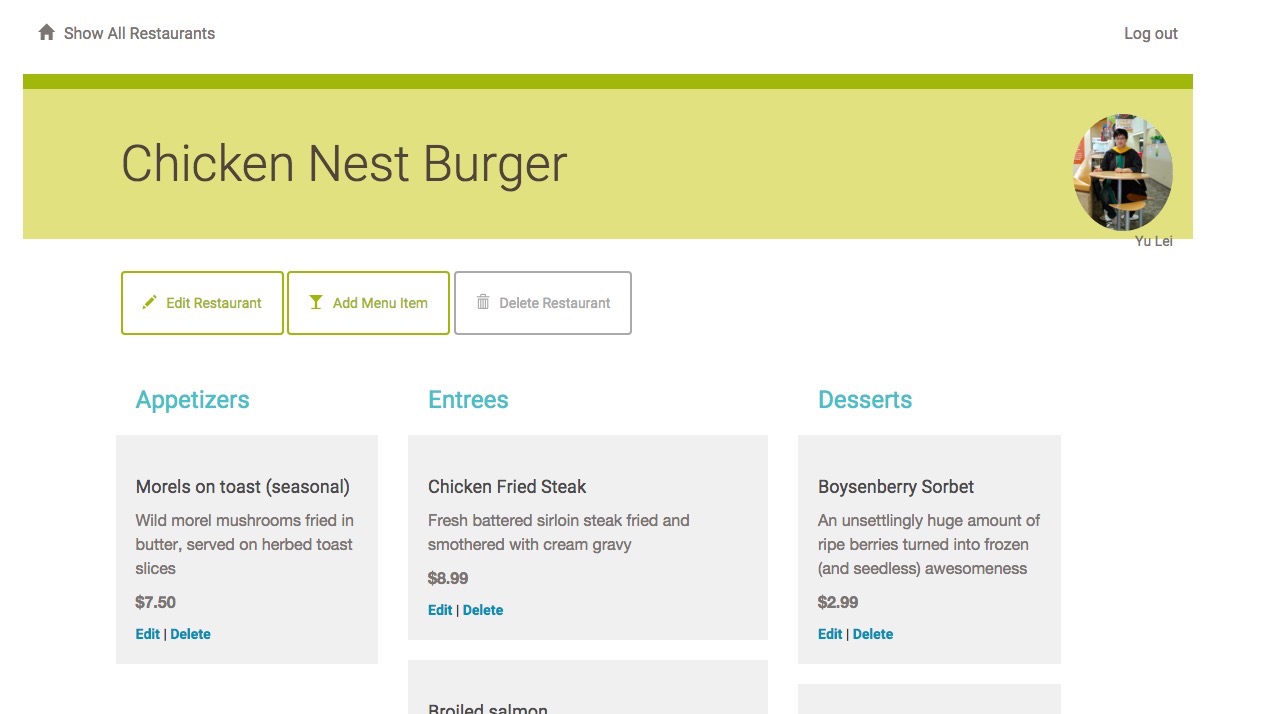 Show All Restaurants
Log out
Chicken Nest Burger
Yu Lei
Edit Restaurant
Add Menu Item
Delete Restaurant
Appetizers
Morels on toast (seasonal)
Wild morel mushrooms fried in
butter, served on herbed toast
slices
$7.50
Edit | Delete
Entrees
Chicken Fried Steak
Fresh battered sirloin steak fried and
smothered with cream gravy
$8.99
Edit | Delete
Broiled salmon
Desserts
Boysenberry Sorbet
An unsettlingly huge amount of
ripe berries turned into frozen
(and seedless) awesomeness
$2.99
Edit | Delete